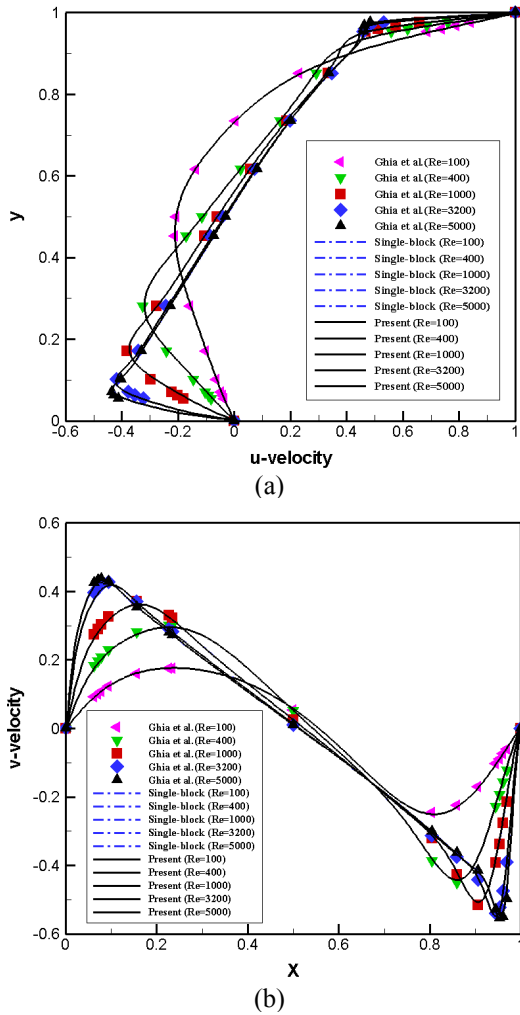 1
0.8
0.6
0.4
0.2
0
y
Ghia et al.(Re=100)
Ghia et al.(Re=400)
Ghia et al.(Re=1000)
Ghia et al.(Re=3200)
Ghia et al.(Re=5000)
Single-block (Re=100)
Single-block (Re=400)
Single-block (Re=1000)
Single-block (Re=3200)
Single-block (Re=5000)
Present (Re=100)
Present (Re=400)
Present (Re=1000)
Present (Re=3200)
Present (Re=5000)
-0.6 -0.4 -0.2 0 0.2 0.4 0.6 0.8 1
u-velocity
(a)
0.6
0.4
0.2
0
-0.2
-0.4
-0.6
v-velocity
Ghia et al.(Re=100)
Ghia et al.(Re=400)
Ghia et al.(Re=1000)
Ghia et al.(Re=3200)
Ghia et al.(Re=5000)
Single-block (Re=100)
Single-block (Re=400)
Single-block (Re=1000)
Single-block (Re=3200)
Single-block (Re=5000)
Present (Re=100)
Present (Re=400)
Present (Re=1000)
Present (Re=3200)
Present (Re=5000)
0 0.2 0.4 0.6 0.8 1
X
(b)